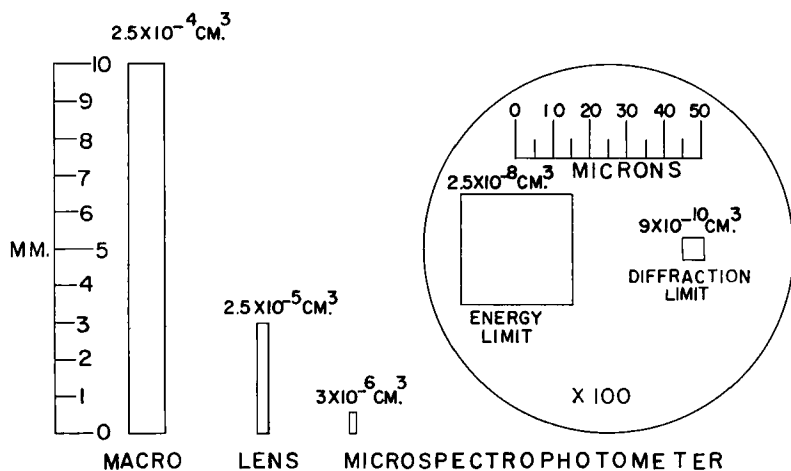 2.5X10⁻⁴CM.³
10
9
8
7
6
MM. 5
4
3
2
1
0
2.5X10⁻⁵CM.³
3X10⁻⁶CM.³
0 10 20 30 40 50
MICRONS
2.5X10⁻⁸CM.³
ENERGY
LIMIT
9X10⁻¹⁰CM.³
DIFFRACTION
LIMIT
X 100
MACRO LENS MICROSPECTROPHOTOMETER